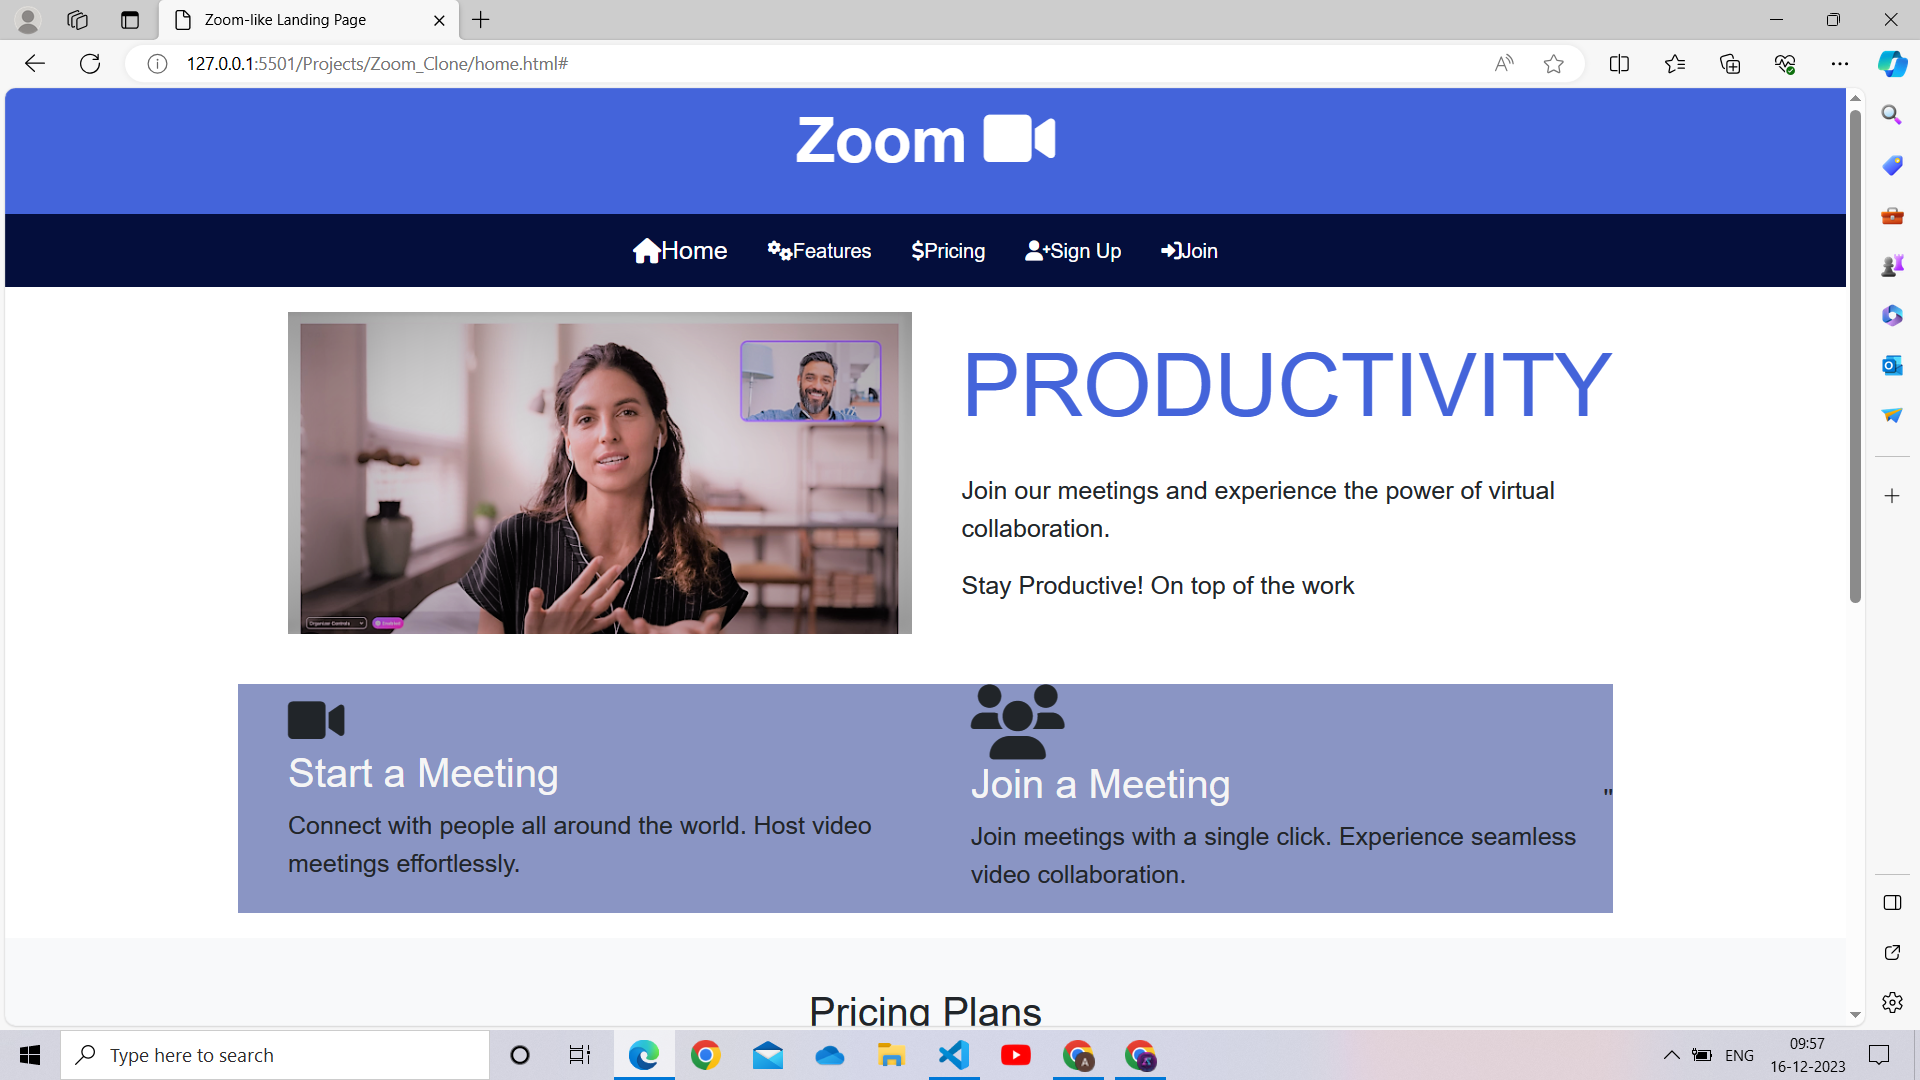 Zoom-like Landing Page
127.0.0.1:5501/Projects/Zoom_Clone/home.html#
Zoom
Home Features Pricing Sign Up Join
PRODUCTIVITY
Join our meetings and experience the power of virtual
collaboration.
Stay Productive! On top of the work
Organizer Controls Enabled
Start a Meeting
Connect with people all around the world. Host video
meetings effortlessly.
Join a Meeting
Join meetings with a single click. Experience seamless
video collaboration.
"
Pricing Plans
Type here to search
ENG
09:57
16-12-2023